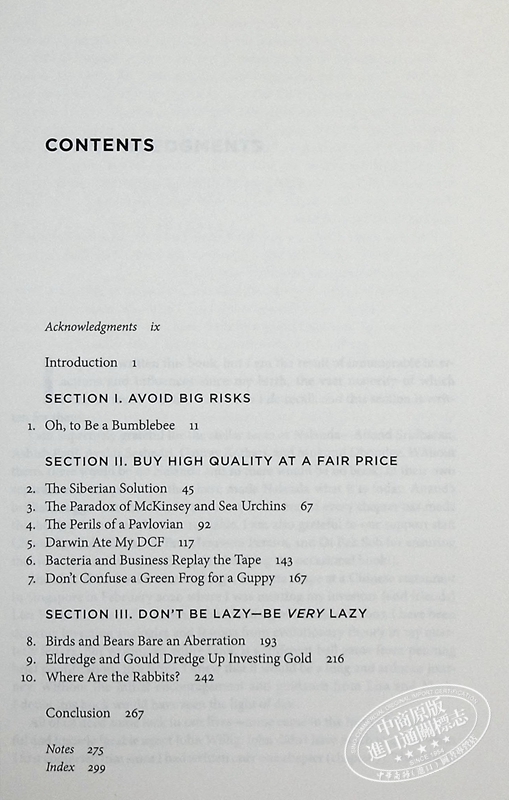 CONTENTS
Acknowledgments ix
Introduction 1
SECTION I. AVOID BIG RISKS
1. Oh, to Be a Bumblebee 11
SECTION II. BUY HIGH QUALITY AT A FAIR PRICE
2. The Siberian Solution 45
3. The Paradox of McKinsey and Sea Urchins 67
4. The Perils of a Pavlovian 92
5. Darwin Ate My DCF 117
6. Bacteria and Business Replay the Tape 143
7. Don't Confuse a Green Frog for a Guppy 167
SECTION III. DON'T BE LAZY—BE VERY LAZY
8. Birds and Bears Bare an Aberration 193
9. Eldredge and Gould Dredge Up Investing Gold 216
10. Where Are the Rabbits? 242
Conclusion 267
Notes 275
Index 299
中商原版
進口通關標志